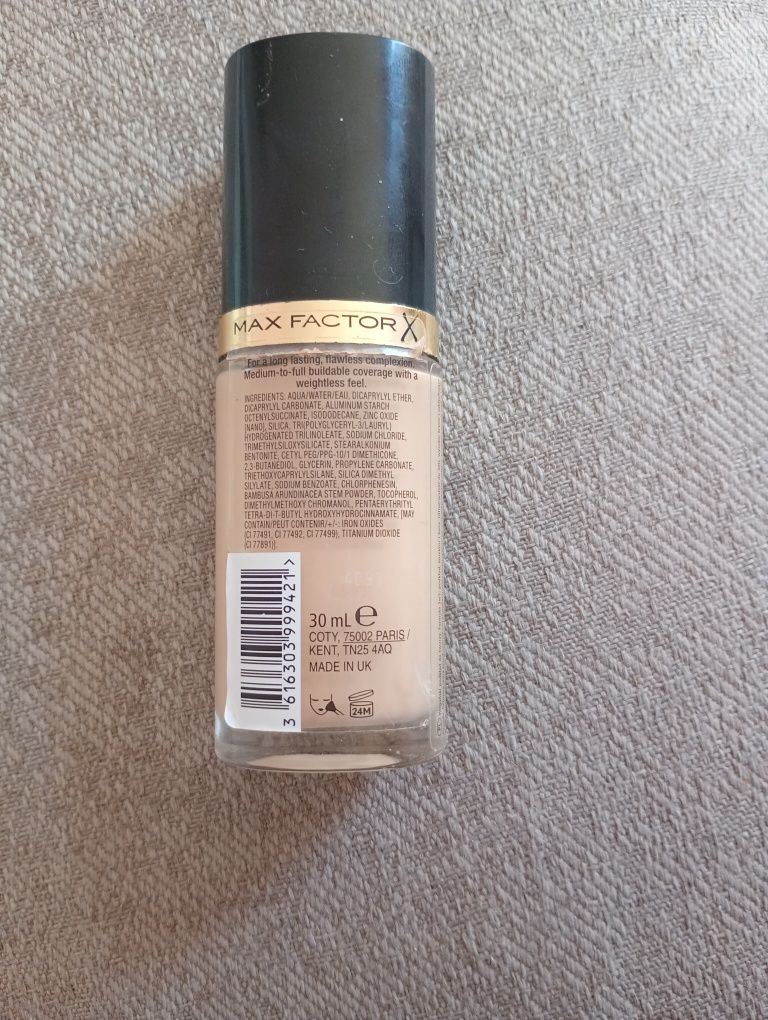 MAX FACTOR X
For a long lasting, flawless complexion.
Medium-to-full buildable coverage with a
weightless feel.
INGREDIENTS: AQUA/WATER/EAU, DICAPRYLYL ETHER,
DICAPRYLYL CARBONATE, ALUMINUM STARCH
OCTENYLSUCCINATE, ISODODECANE, ZINC OXIDE
[NANO], SILICA, TRI(POLYGLYCERYL-3/LAURYL)
HYDROGENATED TRILINOLEATE, SODIUM CHLORIDE,
TRIMETHYLSILOXYSILICATE, STEARALKONIUM
BENTONITE, CETYL PEG/PPG-10/1 DIMETHICONE,
2,3-BUTANEDIOL, GLYCERIN, PROPYLENE CARBONATE,
TRIETHOXYCAPRYLYLSILANE, SILICA DIMETHYL
SILYLATE, SODIUM BENZOATE, CHLORPHENESIN,
BAMBUSA ARUNDINACEA STEM POWDER, TOCOPHEROL,
DIMETHYLMETHOXY CHROMANOL, PENTAERYTHRITYL
TETRA-DI-T-BUTYL HYDROXYHYDROCINNAMATE, [MAY
CONTAIN/PEUT CONTENIR/+/-: IRON OXIDES
(CI 77491, CI 77492, CI 77499), TITANIUM DIOXIDE
(CI 77891)].
3 616303 999421 >
30 mL e
COTY, 75002 PARIS /
KENT, TN25 4AQ
MADE IN UK
24M